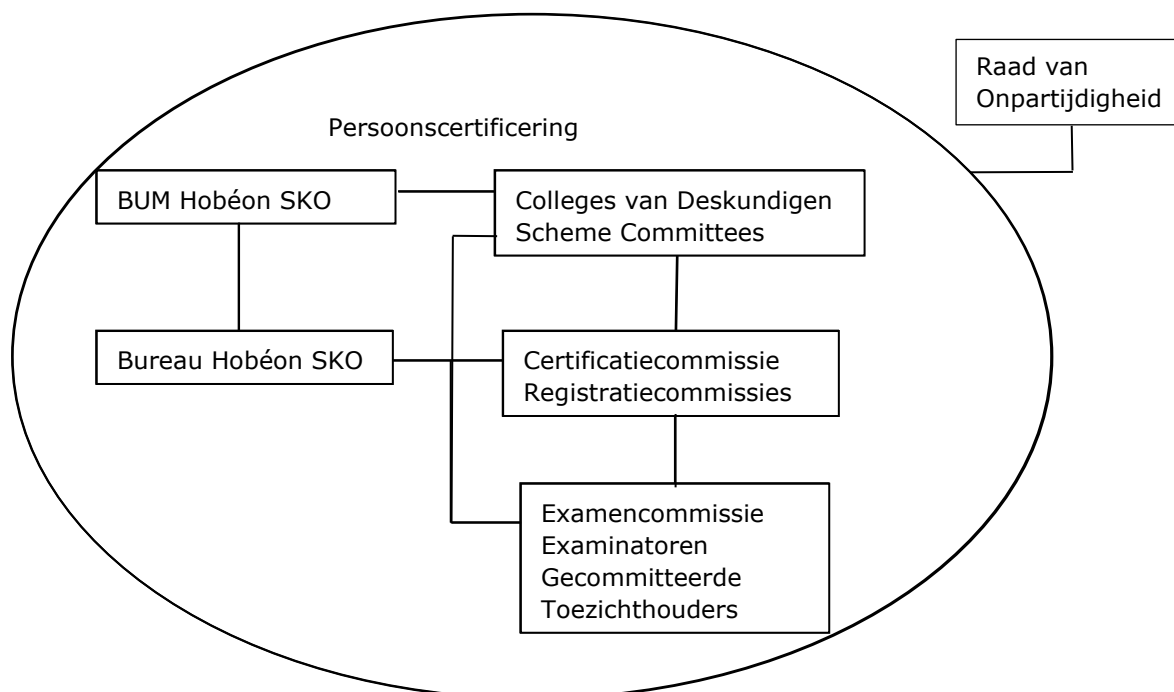 Raad van
Onpartijdigheid
Persoonscertificering
BUM Hobéon SKO
Colleges van Deskundigen
Scheme Committees
Bureau Hobéon SKO
Certificatiecommissie
Registratiecommissies
Examencommissie
Examinatoren
Gecommitteerde
Toezichthouders